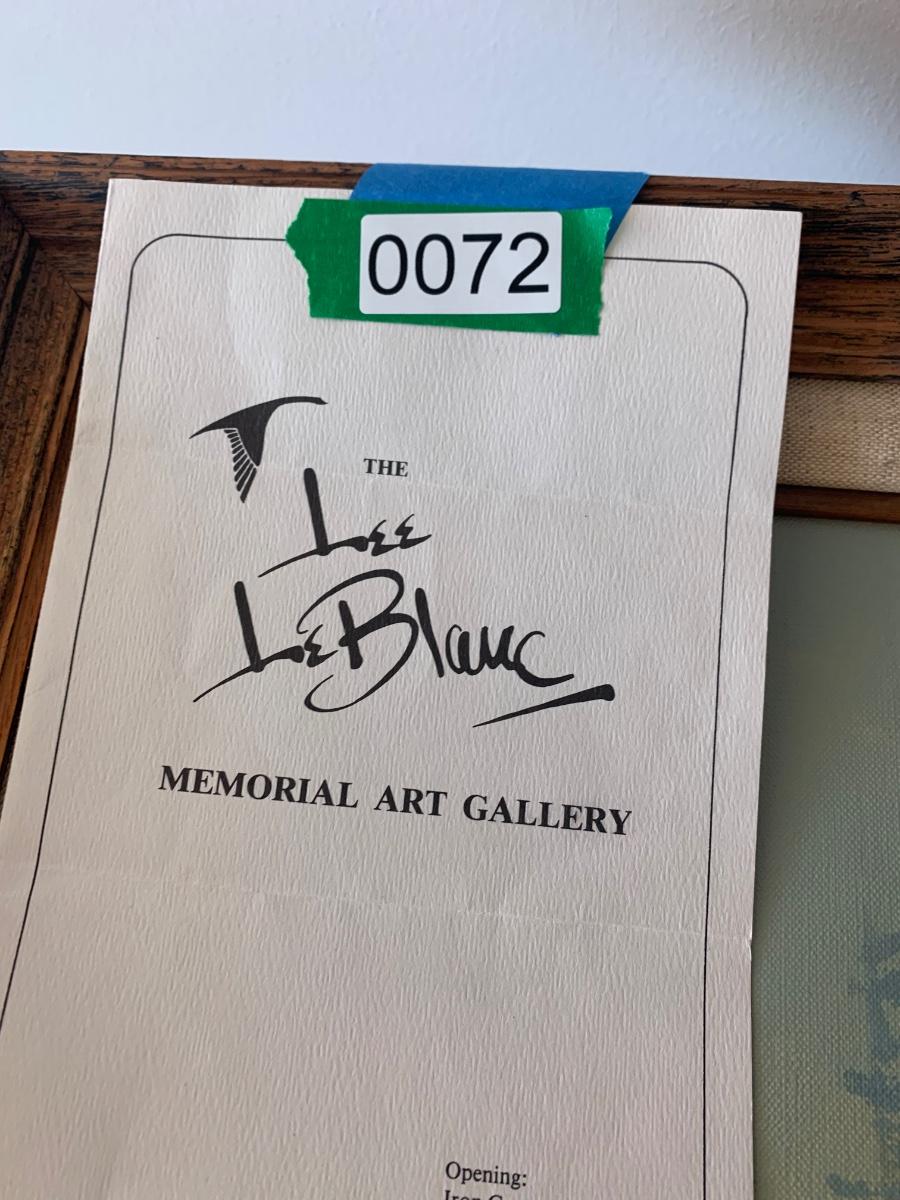 0072
THE
Lee
LeBlanc
MEMORIAL ART GALLERY
Opening: